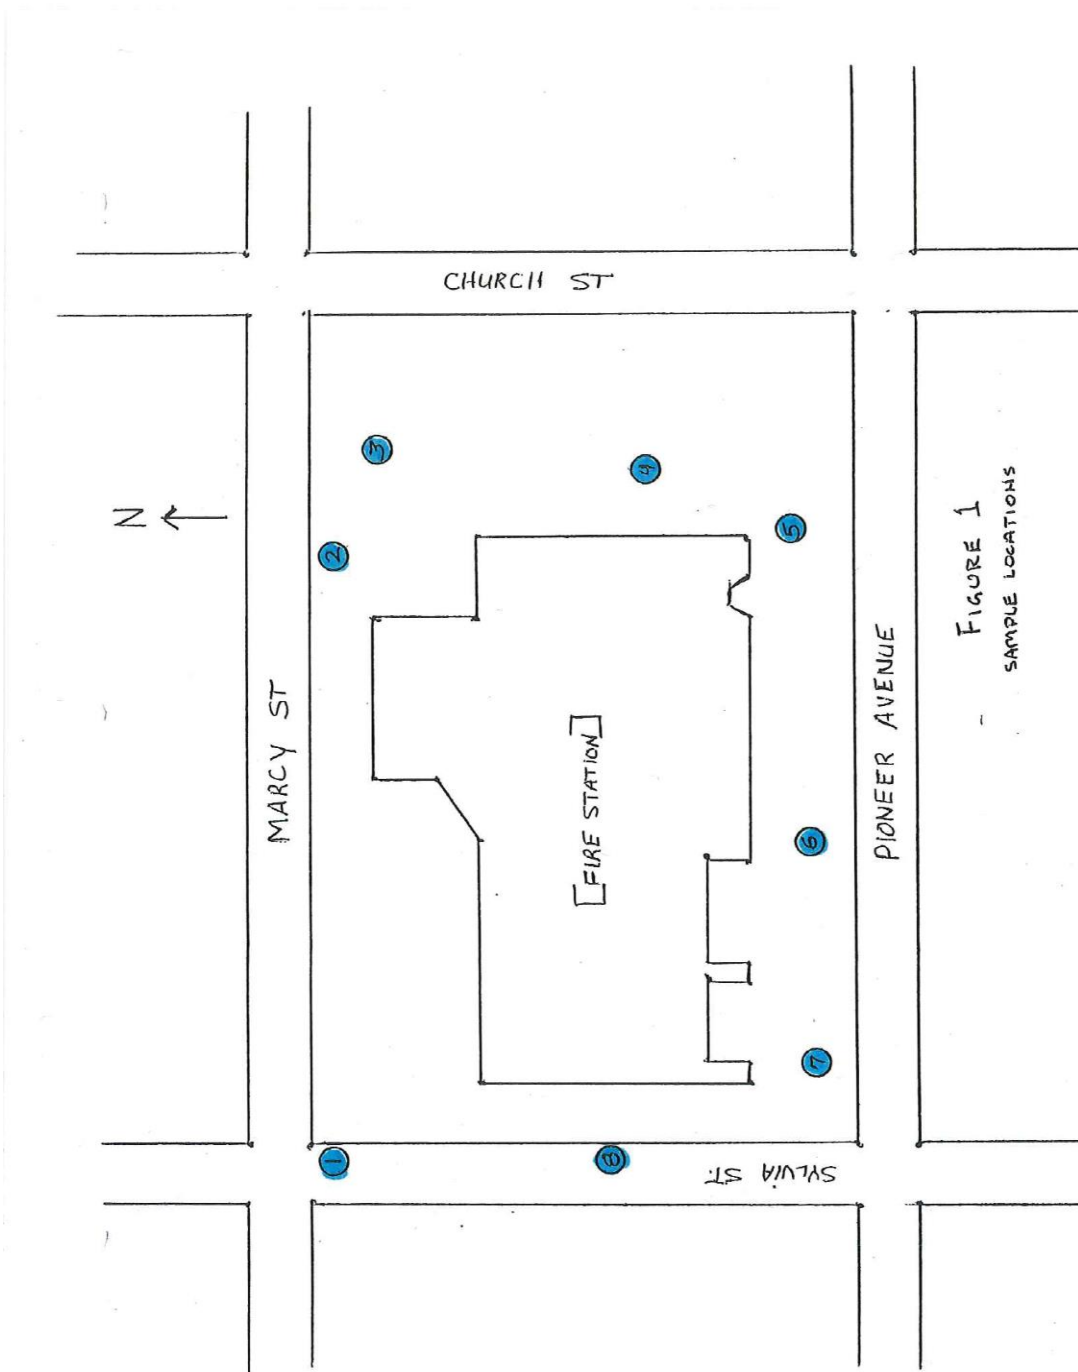 CHURCH ST
3
4
N
2
5
FIGURE 1
SAMPLE LOCATIONS
MARCY ST
[FIRE STATION]
PIONEER AVENUE
6
7
1
8
SYLVIA ST.